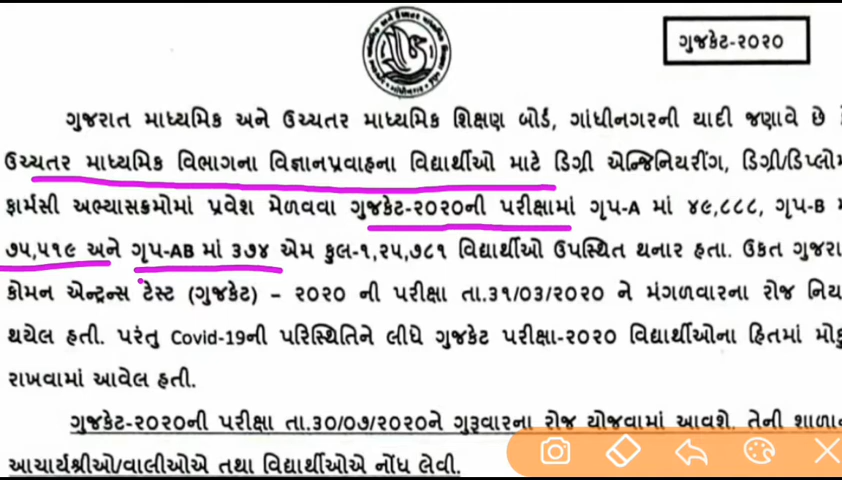 ગુજકેટ-૨૦૨૦
ગુજરાત માધ્યમિક અને ઉચ્ચતર માધ્યમિક શિક્ષણ બોર્ડ, ગાંધીનગરની યાદી જણાવે છે
ઉચ્ચતર માધ્યમિક વિભાગના વિજ્ઞાનપ્રવાહના વિદ્યાર્થીઓ માટે ડિગ્રી એન્જિનિયરીંગ, ડિગ્રી/ડિપ્લોમ
ફાર્મસી અભ્યાસક્રમોમાં પ્રવેશ મેળવવા ગુજકેટ-૨૦૨૦ની પરીક્ષામાં ગૃપ-A માં ૪૯,૮૮૮, ગૃપ-B મ
૭૫,૫૧૯ અને ગૃપ-AB માં ૩૭૪ એમ કુલ-૧,૨૫,૭૮૧ વિદ્યાર્થીઓ ઉપસ્થિત થનાર હતા. ઉકત ગુજરા
કોમન એન્ટ્રન્સ ટેસ્ટ (ગુજકેટ) – ૨૦૨૦ ની પરીક્ષા તા.૩૧/૦૩/૨૦૨૦ ને મંગળવારના રોજ નિય
થયેલ હતી. પરંતુ Covid-19ની પરિસ્થિતિને લીધે ગુજકેટ પરીક્ષા-૨૦૨૦ વિદ્યાર્થીઓના હિતમાં મોકુ
રાખવામાં આવેલ હતી.
ગુજકેટ-૨૦૨૦ની પરીક્ષા તા.૩૦/૦૭/૨૦૨૦ને ગુરૂવારના રોજ યોજવામાં આવશે. તેની શાળાન
આચાર્યશ્રીઓ/વાલીઓએ તથા વિદ્યાર્થીઓએ નોંધ લેવી.